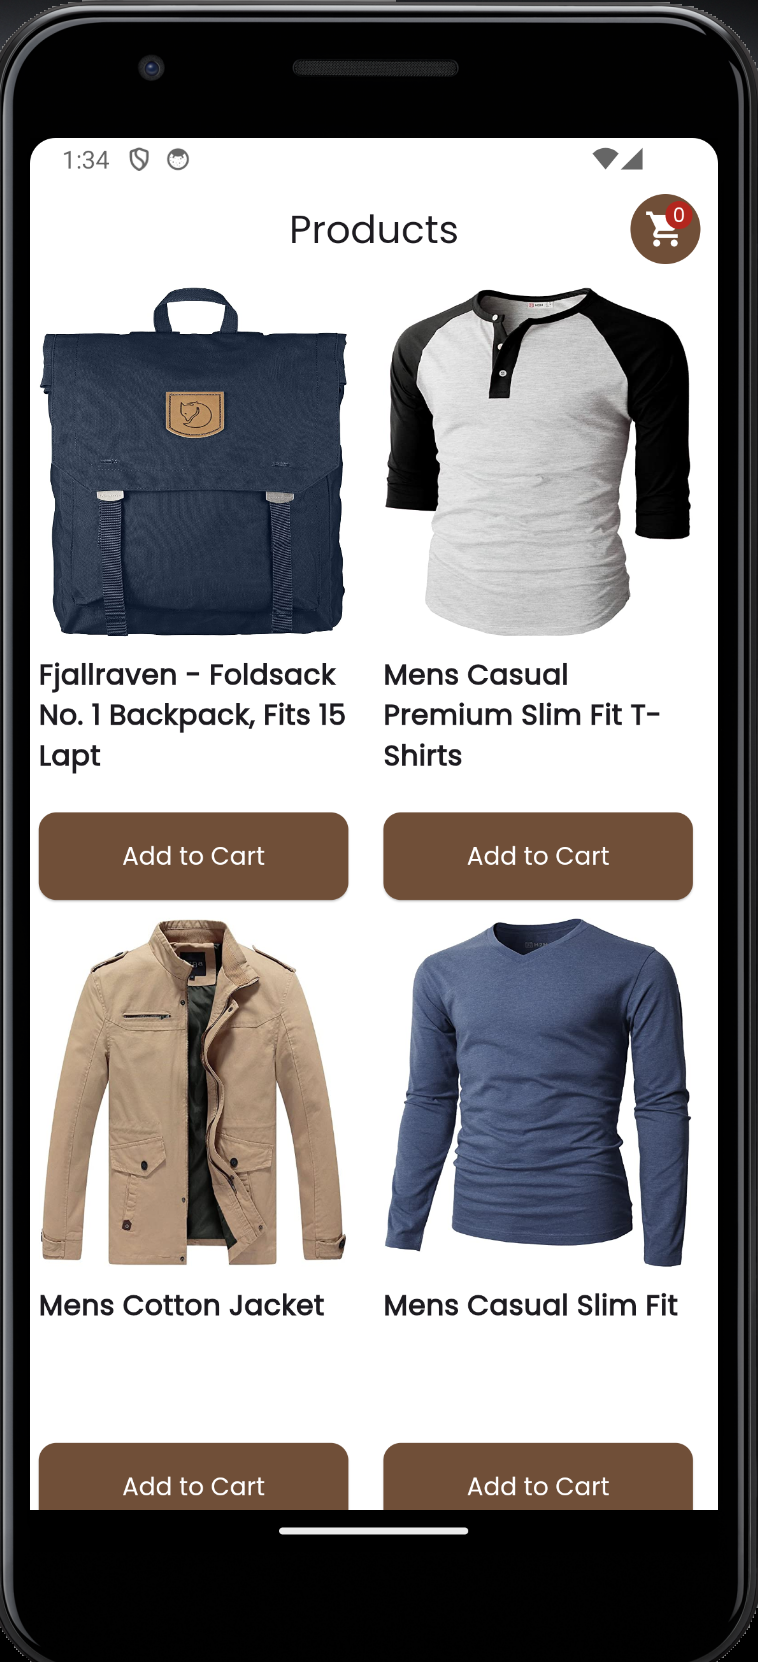 1:34
Products
0
Fjallraven - Foldsack
No. 1 Backpack, Fits 15
Lapt
Mens Casual
Premium Slim Fit T-
Shirts
Add to Cart
Add to Cart
Mens Cotton Jacket
Mens Casual Slim Fit
Add to Cart
Add to Cart